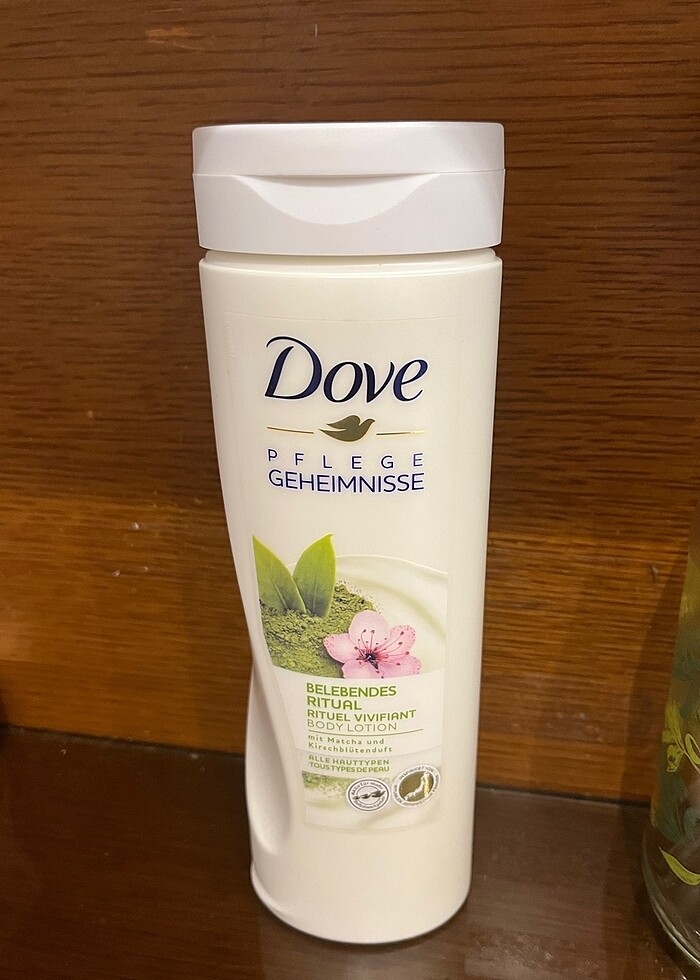 Dove
PFLEGE
GEHEIMNISSE
BELEBENDES
RITUAL
RITUEL VIVIFIANT
BODY LOTION
mit Matcha und
Kirschblütenduft
ALLE HAUTTYPEN
TOUS TYPES DE PEAU